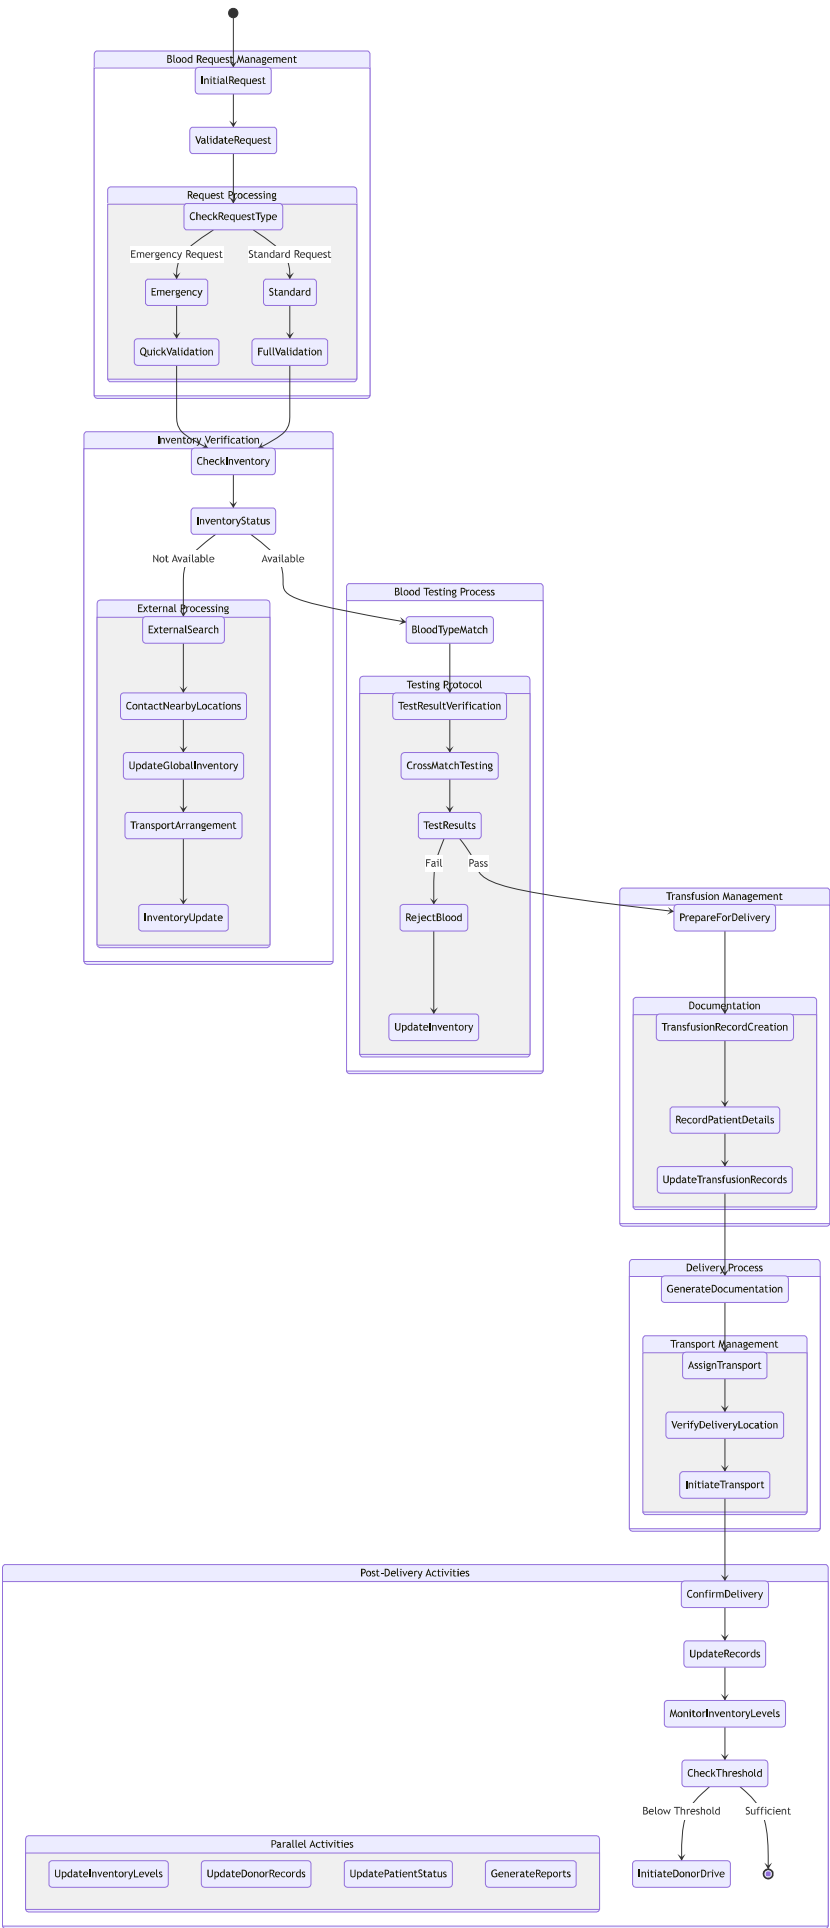 Blood Request Management
InitialRequest
ValidateRequest
Request Processing
CheckRequestType
Emergency Request
Standard Request
Emergency
Standard
QuickValidation
FullValidation
Inventory Verification
CheckInventory
InventoryStatus
Not Available
Available
External Processing
ExternalSearch
ContactNearbyLocations
UpdateGlobalInventory
TransportArrangement
InventoryUpdate
Blood Testing Process
BloodTypeMatch
Testing Protocol
TestResultVerification
CrossMatchTesting
TestResults
Fail
Pass
RejectBlood
UpdateInventory
Transfusion Management
PrepareForDelivery
Documentation
TransfusionRecordCreation
RecordPatientDetails
UpdateTransfusionRecords
Delivery Process
GenerateDocumentation
Transport Management
AssignTransport
VerifyDeliveryLocation
InitiateTransport
Post-Delivery Activities
ConfirmDelivery
UpdateRecords
MonitorInventoryLevels
CheckThreshold
Below Threshold
Sufficient
InitiateDonorDrive
Parallel Activities
UpdateInventoryLevels
UpdateDonorRecords
UpdatePatientStatus
GenerateReports